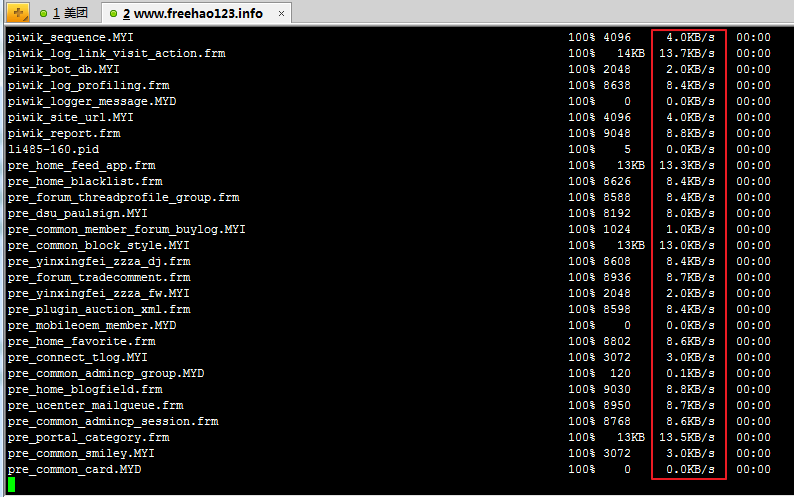 1 美团 2 www.freehao123.info ×
piwik_sequence.MYI 100% 4096 4.0KB/s 00:00
piwik_log_link_visit_action.frm 100% 14KB 13.7KB/s 00:00
piwik_bot_db.MYI 100% 2048 2.0KB/s 00:00
piwik_log_profiling.frm 100% 8638 8.4KB/s 00:00
piwik_logger_message.MYD 100% 0 0.0KB/s 00:00
piwik_site_url.MYI 100% 4096 4.0KB/s 00:00
piwik_report.frm 100% 9048 8.8KB/s 00:00
li485-160.pid 100% 5 0.0KB/s 00:00
pre_home_feed_app.frm 100% 13KB 13.3KB/s 00:00
pre_home_blacklist.frm 100% 8626 8.4KB/s 00:00
pre_forum_threadprofile_group.frm 100% 8588 8.4KB/s 00:00
pre_dsu_paulsign.MYI 100% 8192 8.0KB/s 00:00
pre_common_member_forum_buylog.MYI 100% 1024 1.0KB/s 00:00
pre_common_block_style.MYI 100% 13KB 13.0KB/s 00:00
pre_yinxingfei_zzza_dj.frm 100% 8608 8.4KB/s 00:00
pre_forum_tradecomment.frm 100% 8936 8.7KB/s 00:00
pre_yinxingfei_zzza_fw.MYI 100% 2048 2.0KB/s 00:00
pre_plugin_auction_xml.frm 100% 8598 8.4KB/s 00:00
pre_mobileoem_member.MYD 100% 0 0.0KB/s 00:00
pre_home_favorite.frm 100% 8802 8.6KB/s 00:00
pre_connect_tlog.MYI 100% 3072 3.0KB/s 00:00
pre_common_admincp_group.MYD 100% 120 0.1KB/s 00:00
pre_home_blogfield.frm 100% 9030 8.8KB/s 00:00
pre_ucenter_mailqueue.frm 100% 8950 8.7KB/s 00:00
pre_common_admincp_session.frm 100% 8768 8.6KB/s 00:00
pre_portal_category.frm 100% 13KB 13.5KB/s 00:00
pre_common_smiley.MYI 100% 3072 3.0KB/s 00:00
pre_common_card.MYD 100% 0 0.0KB/s 00:00